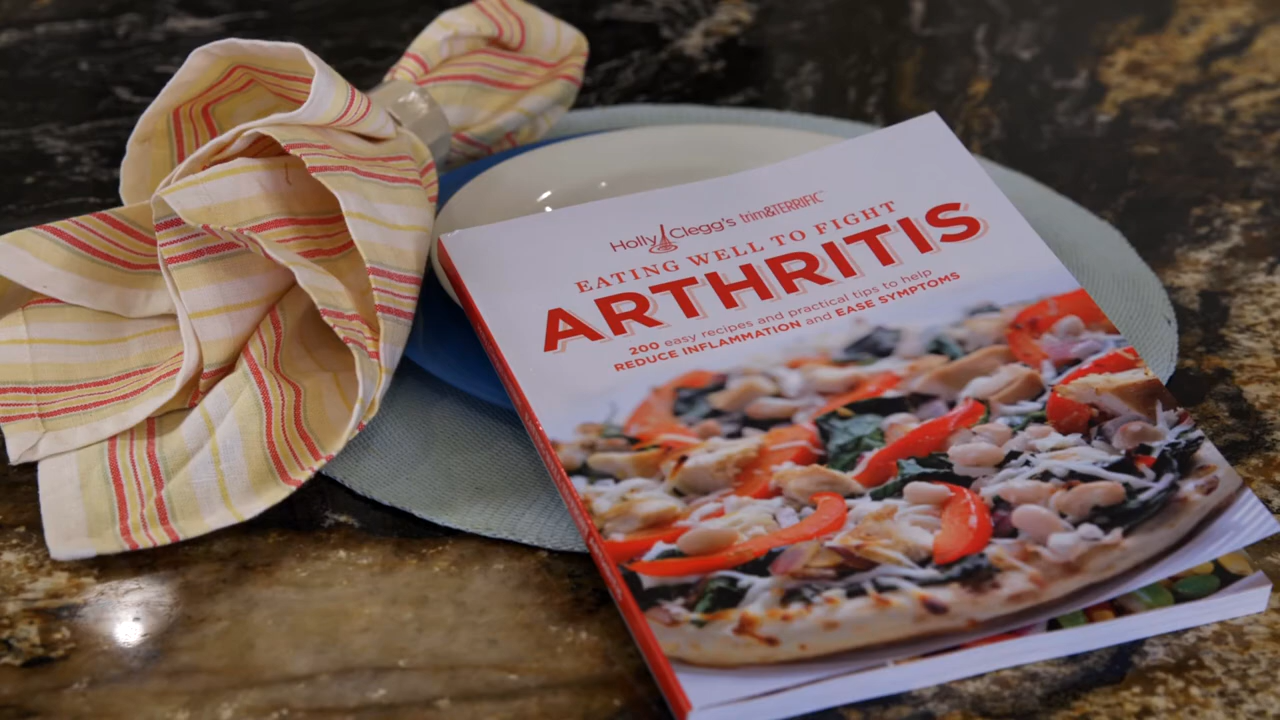 Holly Clegg's trim&TERRIFIC™
EATING WELL TO FIGHT
ARTHRITIS
200 easy recipes and practical tips to help
REDUCE INFLAMMATION and EASE SYMPTOMS